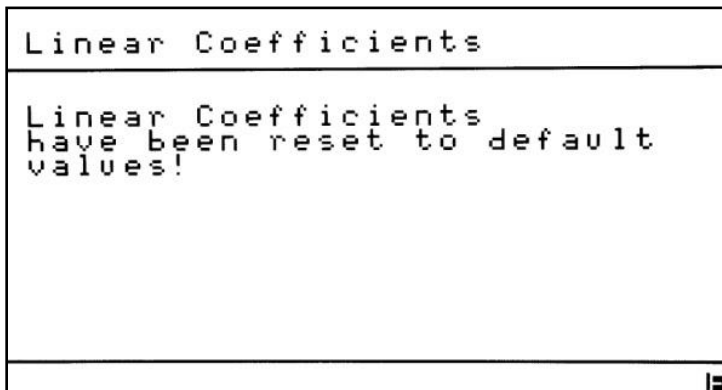 Linear Coefficients
Linear Coefficients
have been reset to default
values!